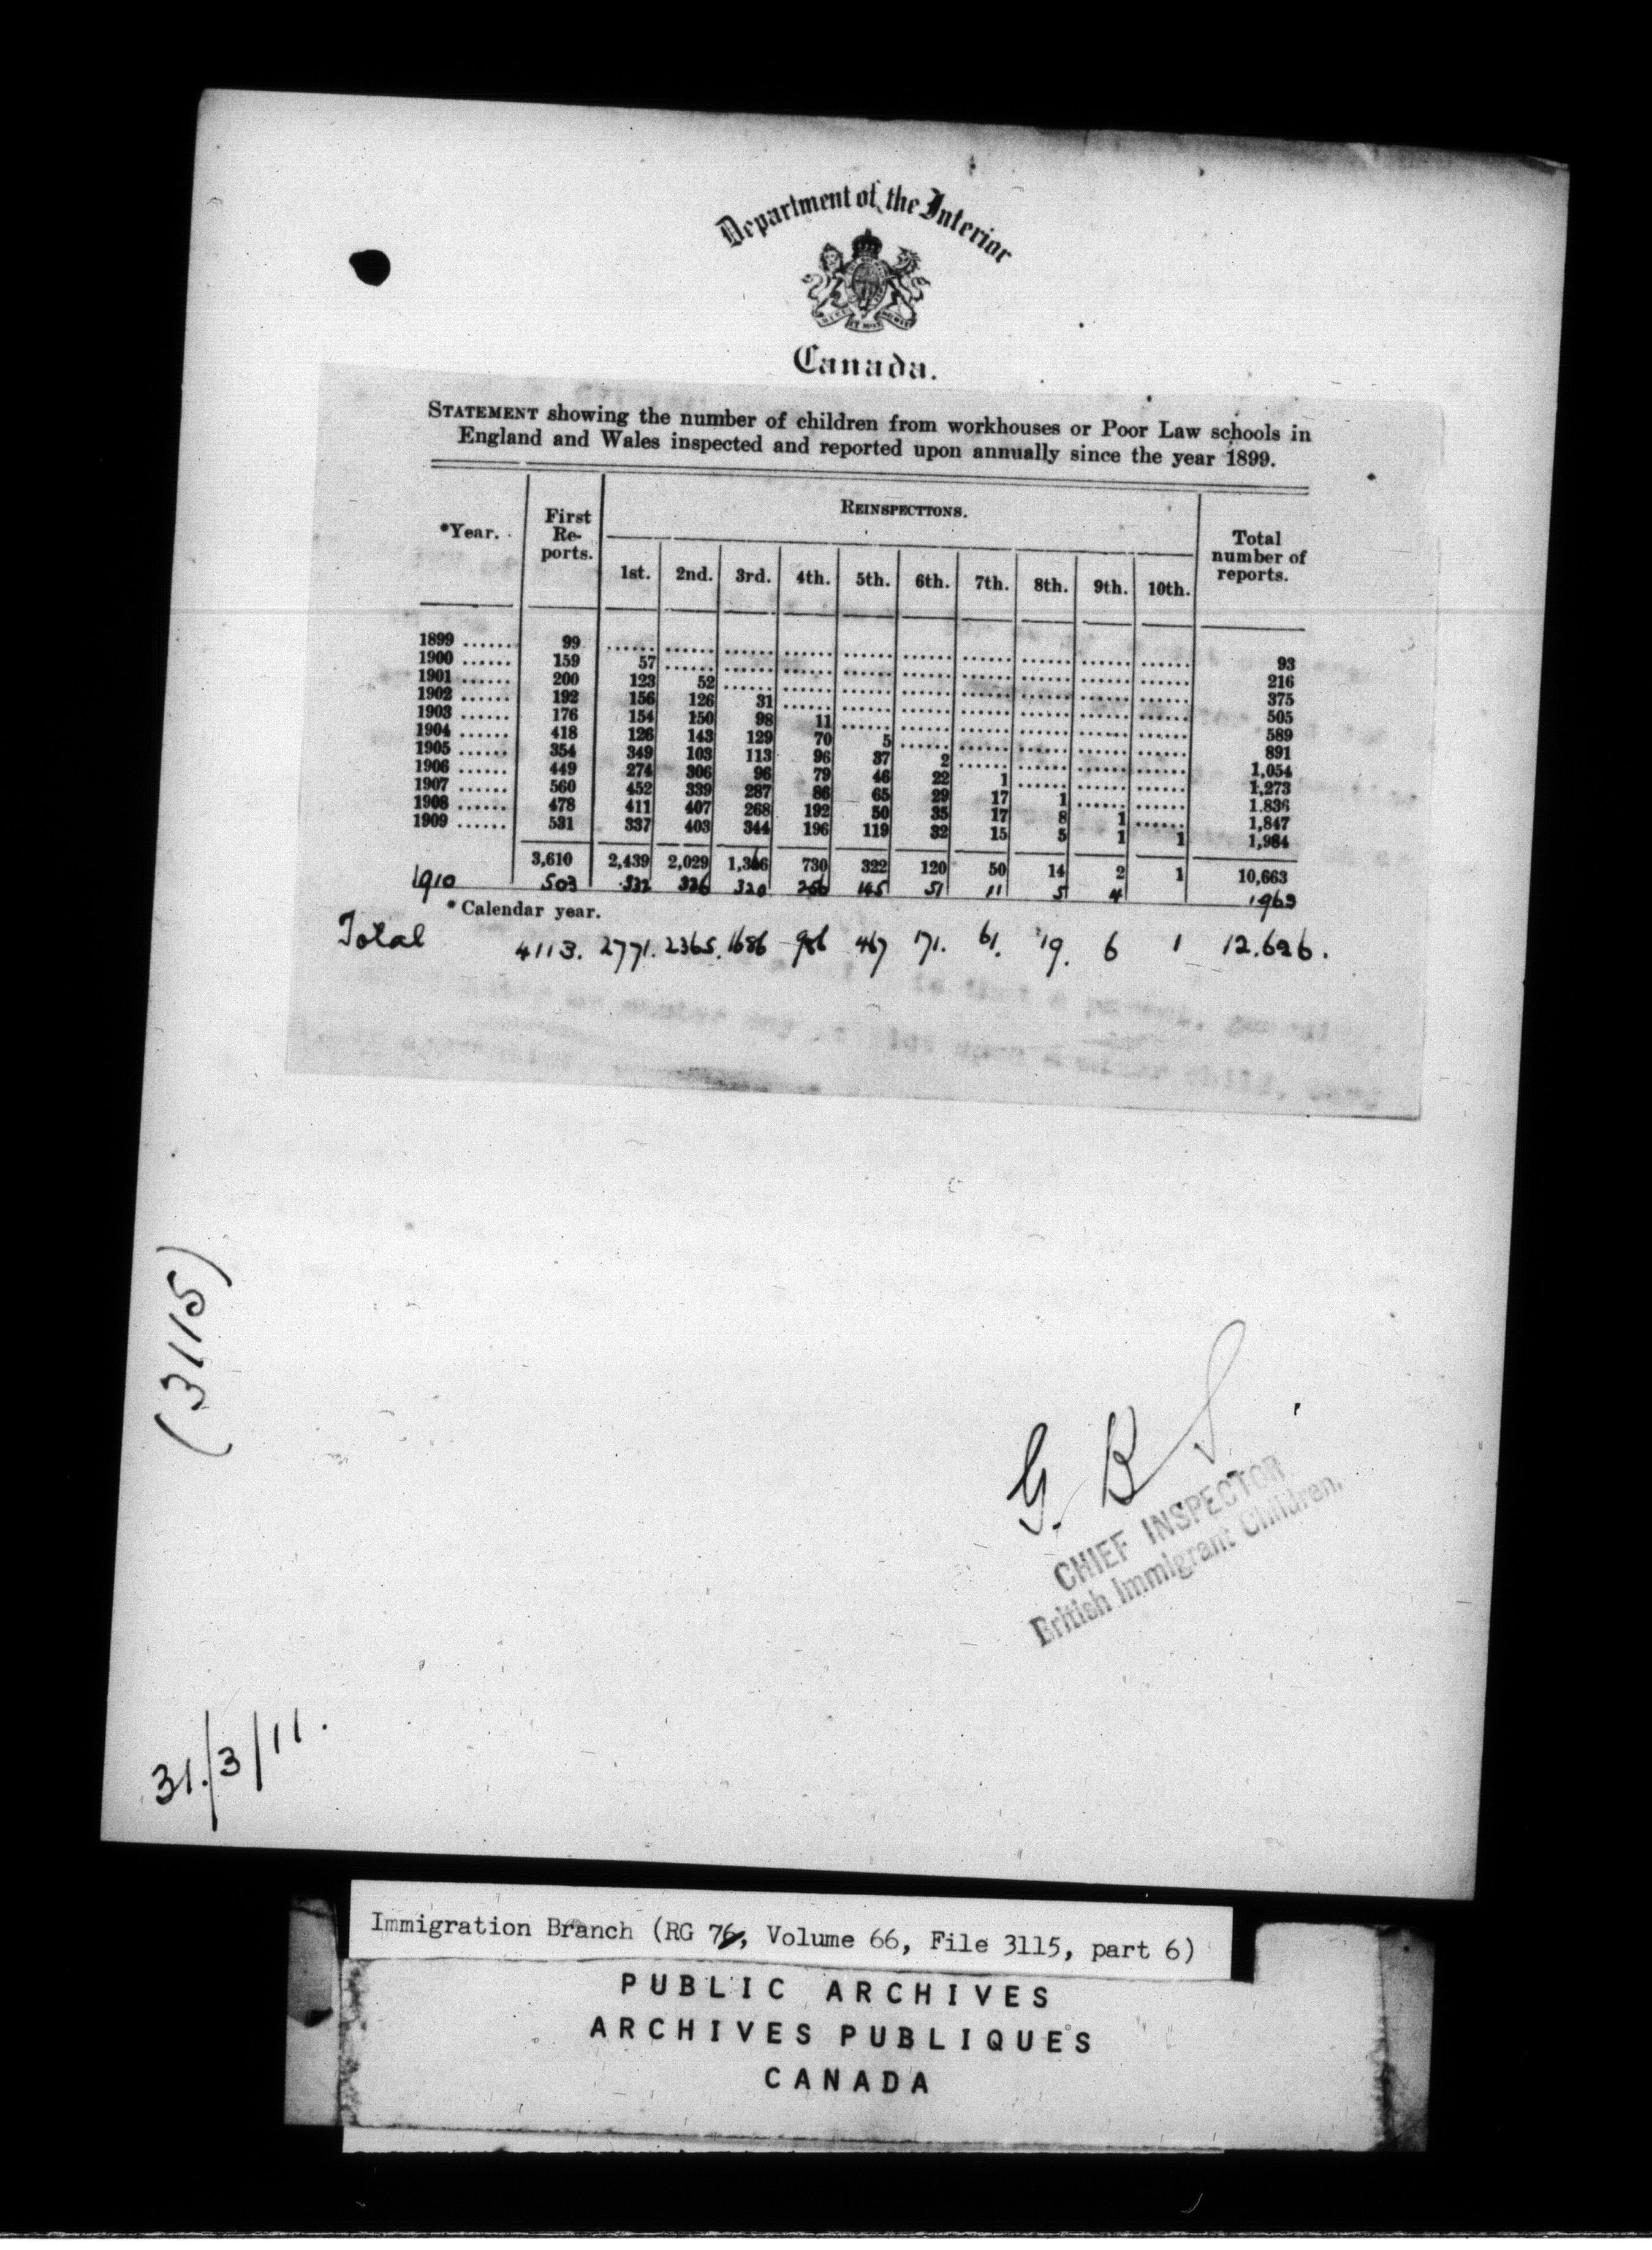 Department of the Interior
Canada.
STATEMENT showing the number of children from workhouses or Poor Law schools in
England and Wales inspected and reported upon annually since the year 1899.
*Year. First Re-ports. REINSPECTIONS. Total number of reports.
1st. 2nd. 3rd. 4th. 5th. 6th. 7th. 8th. 9th. 10th.
1899 ...... 99 ...... ...... ...... ...... ...... ...... ...... ...... ...... ...... 93
1900 ...... 159 57 ...... ...... ...... ...... ...... ...... ...... ...... ...... 216
1901 ...... 200 123 52 ...... ...... ...... ...... ...... ...... ...... ...... 375
1902 ...... 192 156 126 31 ...... ...... ...... ...... ...... ...... ...... 505
1903 ...... 176 154 150 98 11 ...... ...... ...... ...... ...... ...... 589
1904 ...... 418 126 143 129 70 5 ...... ...... ...... ...... ...... 891
1905 ...... 354 349 103 113 96 37 2 ...... ...... ...... ...... 1,054
1906 ...... 449 274 306 96 79 46 22 1 ...... ...... ...... 1,273
1907 ...... 560 452 339 287 86 65 29 17 1 ...... ...... 1,836
1908 ...... 478 411 407 268 192 50 35 17 8 1 ...... 1,847
1909 ...... 531 337 403 344 196 119 32 15 5 1 1 1,984
3,610 2,439 2,029 1,366 730 322 120 50 14 2 1 10,663
1910 503 332 336 320 256 145 51 11 5 4 1963
* Calendar year.
Total 4113. 2771. 2365. 1686 986 467 171. 61. 19. 6 1 12.626.
(3115)
G. B S.
CHIEF INSPECTOR
British Immigrant Children.
31./3/11.
Immigration Branch (RG 76, Volume 66, File 3115, part 6)
PUBLIC ARCHIVES
ARCHIVES PUBLIQUES
CANADA